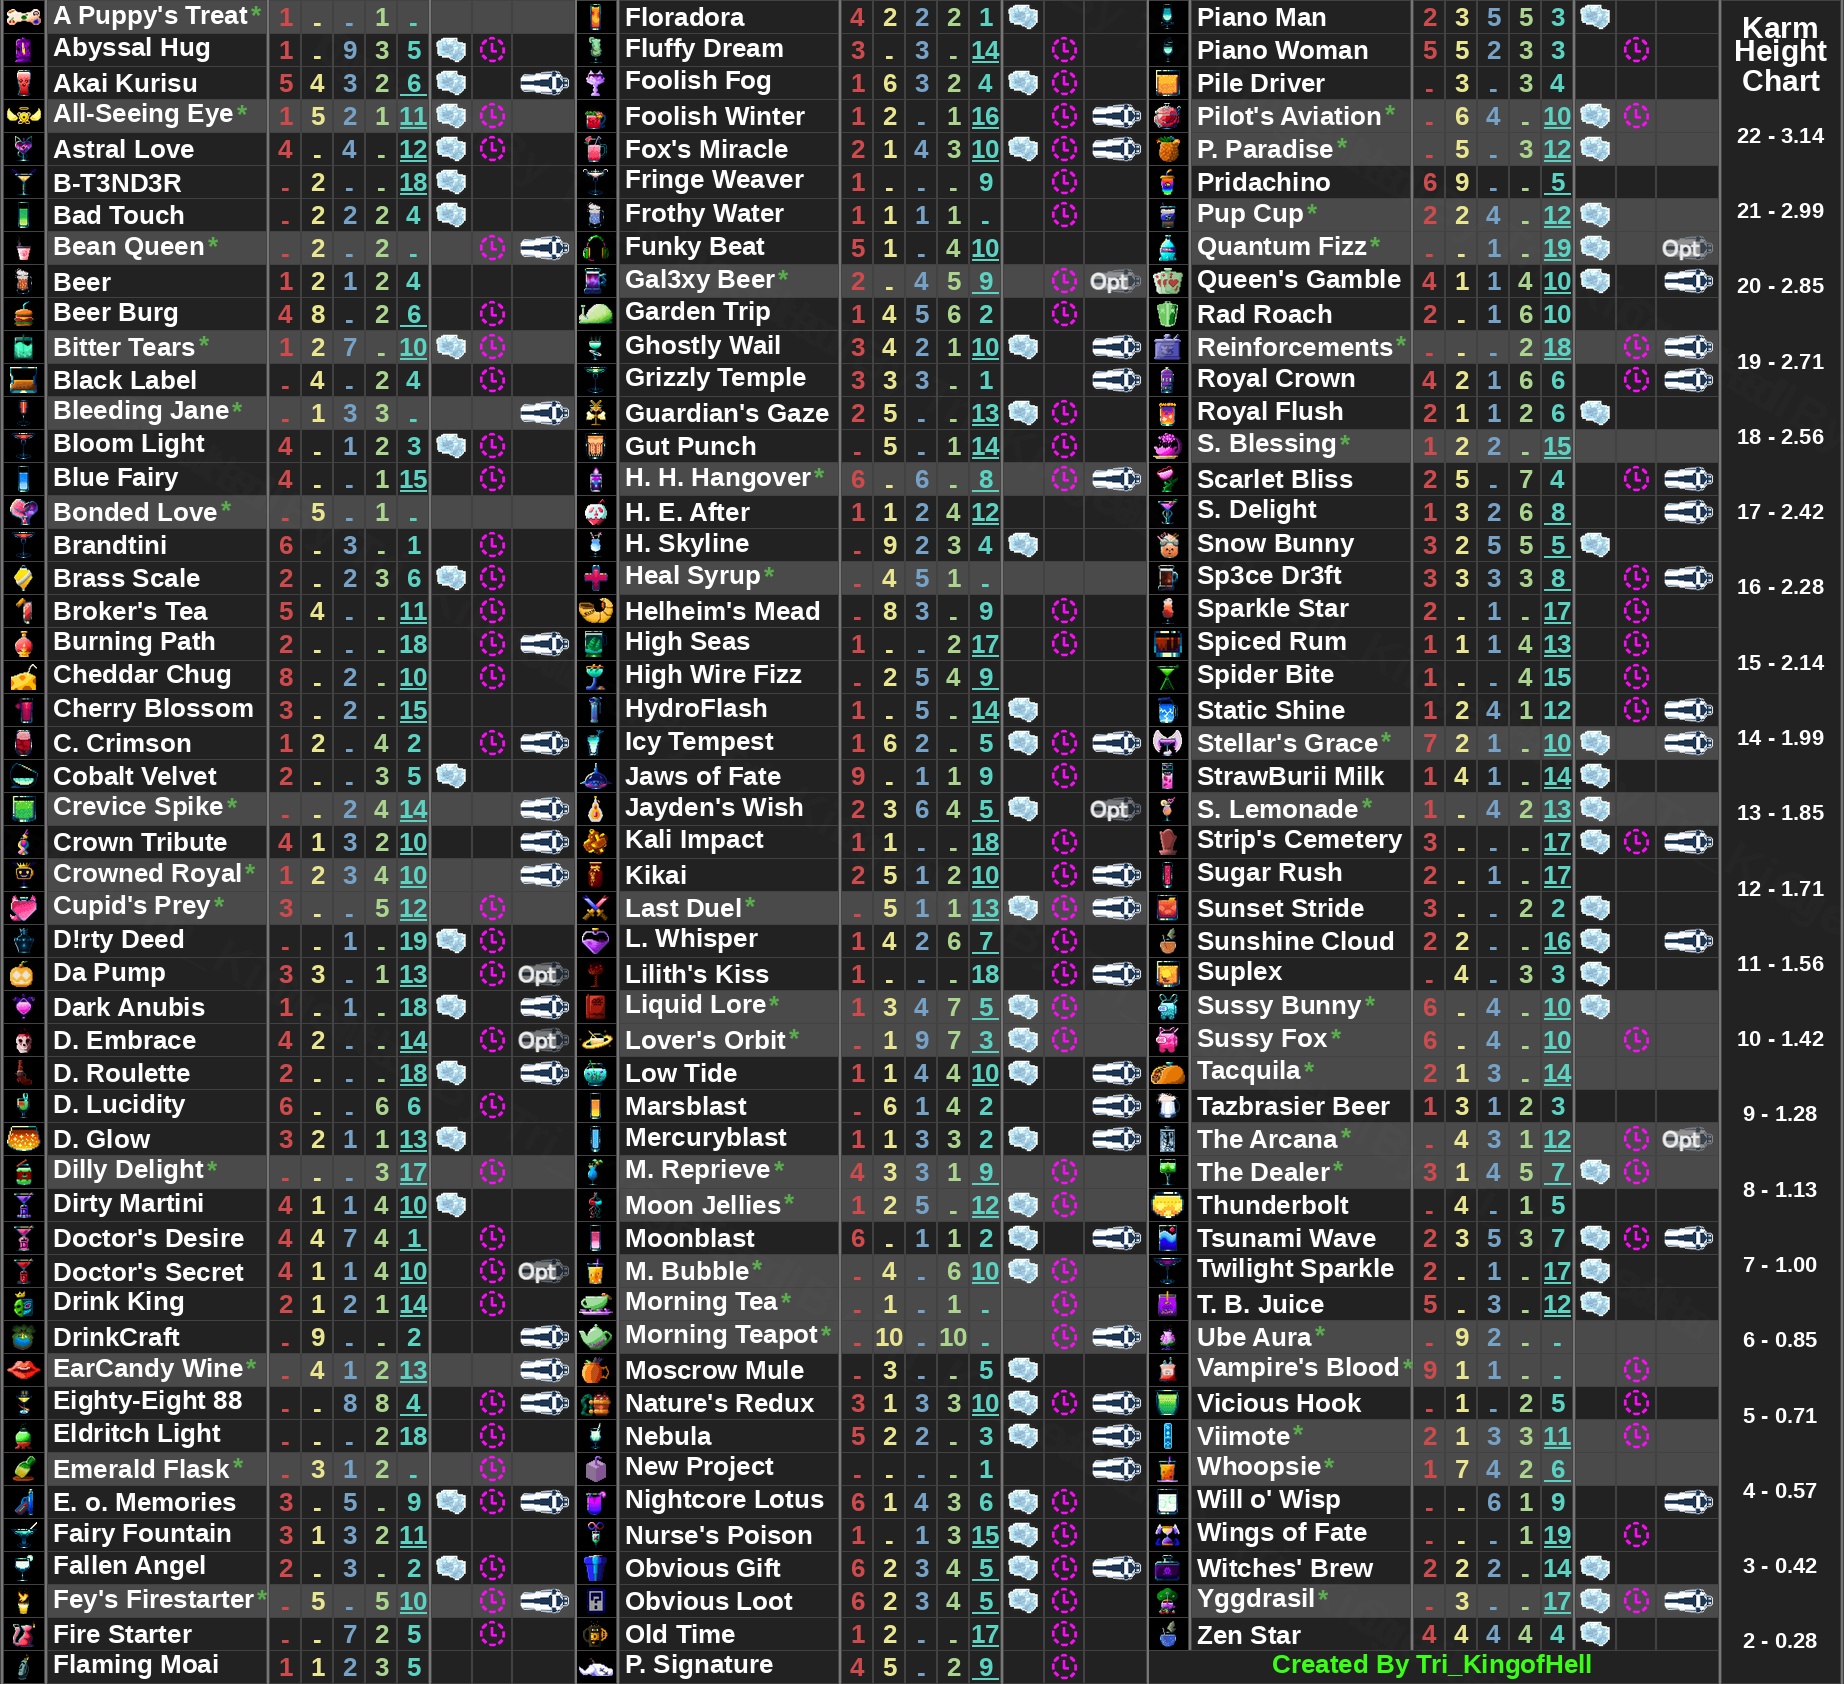 A Puppy's Treat* 1 - - 1 -
Abyssal Hug 1 - 9 3 5
Akai Kurisu 5 4 3 2 6
All-Seeing Eye* 1 5 2 1 11
Astral Love 4 - 4 - 12
B-T3ND3R - 2 - - 18
Bad Touch - 2 2 2 4
Bean Queen* - 2 - 2 -
Beer 1 2 1 2 4
Beer Burg 4 8 - 2 6
Bitter Tears* 1 2 7 - 10
Black Label - 4 - 2 4
Bleeding Jane* - 1 3 3 -
Bloom Light 4 - 1 2 3
Blue Fairy 4 - - 1 15
Bonded Love* - 5 - 1 -
Brandtini 6 - 3 - 1
Brass Scale 2 - 2 3 6
Broker's Tea 5 4 - - 11
Burning Path 2 - - - 18
Cheddar Chug 8 - 2 - 10
Cherry Blossom 3 - 2 - 15
C. Crimson 1 2 - 4 2
Cobalt Velvet 2 - - 3 5
Crevice Spike* - - 2 4 14
Crown Tribute 4 1 3 2 10
Crowned Royal* 1 2 3 4 10
Cupid's Prey* 3 - - 5 12
D!rty Deed - - 1 - 19
Da Pump 3 3 - 1 13 Opt
Dark Anubis 1 - 1 - 18
D. Embrace 4 2 - - 14 Opt
D. Roulette 2 - - - 18
D. Lucidity 6 - - 6 6
D. Glow 3 2 1 1 13
Dilly Delight* - - - 3 17
Dirty Martini 4 1 1 4 10
Doctor's Desire 4 4 7 4 1
Doctor's Secret 4 1 1 4 10 Opt
Drink King 2 1 2 1 14
DrinkCraft - 9 - - 2
EarCandy Wine* - 4 1 2 13
Eighty-Eight 88 - - 8 8 4
Eldritch Light - - - 2 18
Emerald Flask* - 3 1 2 -
E. o. Memories 3 - 5 - 9
Fairy Fountain 3 1 3 2 11
Fallen Angel 2 - 3 - 2
Fey's Firestarter* - 5 - 5 10
Fire Starter - - 7 2 5
Flaming Moai 1 1 2 3 5
Floradora 4 2 2 2 1
Fluffy Dream 3 - 3 - 14
Foolish Fog 1 6 3 2 4
Foolish Winter 1 2 - 1 16
Fox's Miracle 2 1 4 3 10
Fringe Weaver 1 - - - 9
Frothy Water 1 1 1 1 -
Funky Beat 5 1 - 4 10
Gal3xy Beer* 2 - 4 5 9 Opt
Garden Trip 1 4 5 6 2
Ghostly Wail 3 4 2 1 10
Grizzly Temple 3 3 3 - 1
Guardian's Gaze 2 5 - - 13
Gut Punch - 5 - 1 14
H. H. Hangover* 6 - 6 - 8
H. E. After 1 1 2 4 12
H. Skyline - 9 2 3 4
Heal Syrup* - 4 5 1 -
Helheim's Mead - 8 3 - 9
High Seas 1 - - 2 17
High Wire Fizz - 2 5 4 9
HydroFlash 1 - 5 - 14
Icy Tempest 1 6 2 - 5
Jaws of Fate 9 - 1 1 9
Jayden's Wish 2 3 6 4 5 Opt
Kali Impact 1 1 - - 18
Kikai 2 5 1 2 10
Last Duel* - 5 1 1 13
L. Whisper 1 4 2 6 7
Lilith's Kiss 1 - - - 18
Liquid Lore* 1 3 4 7 5
Lover's Orbit* - 1 9 7 3
Low Tide 1 1 4 4 10
Marsblast - 6 1 4 2
Mercuryblast 1 1 3 3 2
M. Reprieve* 4 3 3 1 9
Moon Jellies* 1 2 5 - 12
Moonblast 6 - 1 1 2
M. Bubble* - 4 - 6 10
Morning Tea* - 1 - 1 -
Morning Teapot* - 10 - 10 -
Moscrow Mule - 3 - - 5
Nature's Redux 3 1 3 3 10
Nebula 5 2 2 - 3
New Project - - - - 1
Nightcore Lotus 6 1 4 3 6
Nurse's Poison 1 - 1 3 15
Obvious Gift 6 2 3 4 5
Obvious Loot 6 2 3 4 5
Old Time 1 2 - - 17
P. Signature 4 5 - 2 9
Piano Man 2 3 5 5 3
Piano Woman 5 5 2 3 3
Pile Driver - 3 - 3 4
Pilot's Aviation* - 6 4 - 10
P. Paradise* - 5 - 3 12
Pridachino 6 9 - - 5
Pup Cup* 2 2 4 - 12
Quantum Fizz* - - 1 - 19 Opt
Queen's Gamble 4 1 1 4 10
Rad Roach 2 - 1 6 10
Reinforcements* - - - 2 18
Royal Crown 4 2 1 6 6
Royal Flush 2 1 1 2 6
S. Blessing* 1 2 2 - 15
Scarlet Bliss 2 5 - 7 4
S. Delight 1 3 2 6 8
Snow Bunny 3 2 5 5 5
Sp3ce Dr3ft 3 3 3 3 8
Sparkle Star 2 - 1 - 17
Spiced Rum 1 1 1 4 13
Spider Bite 1 - - 4 15
Static Shine 1 2 4 1 12
Stellar's Grace* 7 2 1 - 10
StrawBurii Milk 1 4 1 - 14
S. Lemonade* 1 - 4 2 13
Strip's Cemetery 3 - - - 17
Sugar Rush 2 - 1 - 17
Sunset Stride 3 - - 2 2
Sunshine Cloud 2 2 - - 16
Suplex - 4 - 3 3
Sussy Bunny* 6 - 4 - 10
Sussy Fox* 6 - 4 - 10
Tacquila* 2 1 3 - 14
Tazbrasier Beer 1 3 1 2 3
The Arcana* - 4 3 1 12 Opt
The Dealer* 3 1 4 5 7
Thunderbolt - 4 - 1 5
Tsunami Wave 2 3 5 3 7
Twilight Sparkle 2 - 1 - 17
T. B. Juice 5 - 3 - 12
Ube Aura* - 9 2 - -
Vampire's Blood* 9 1 1 - -
Vicious Hook - 1 - 2 5
Viimote* 2 1 3 3 11
Whoopsie* 1 7 4 2 6
Will o' Wisp - - 6 1 9
Wings of Fate - - - 1 19
Witches' Brew 2 2 2 - 14
Yggdrasil* - 3 - - 17
Zen Star 4 4 4 4 4
Created By Tri_KingofHell
Karm
Height
Chart
22 - 3.14
21 - 2.99
20 - 2.85
19 - 2.71
18 - 2.56
17 - 2.42
16 - 2.28
15 - 2.14
14 - 1.99
13 - 1.85
12 - 1.71
11 - 1.56
10 - 1.42
9 - 1.28
8 - 1.13
7 - 1.00
6 - 0.85
5 - 0.71
4 - 0.57
3 - 0.42
2 - 0.28